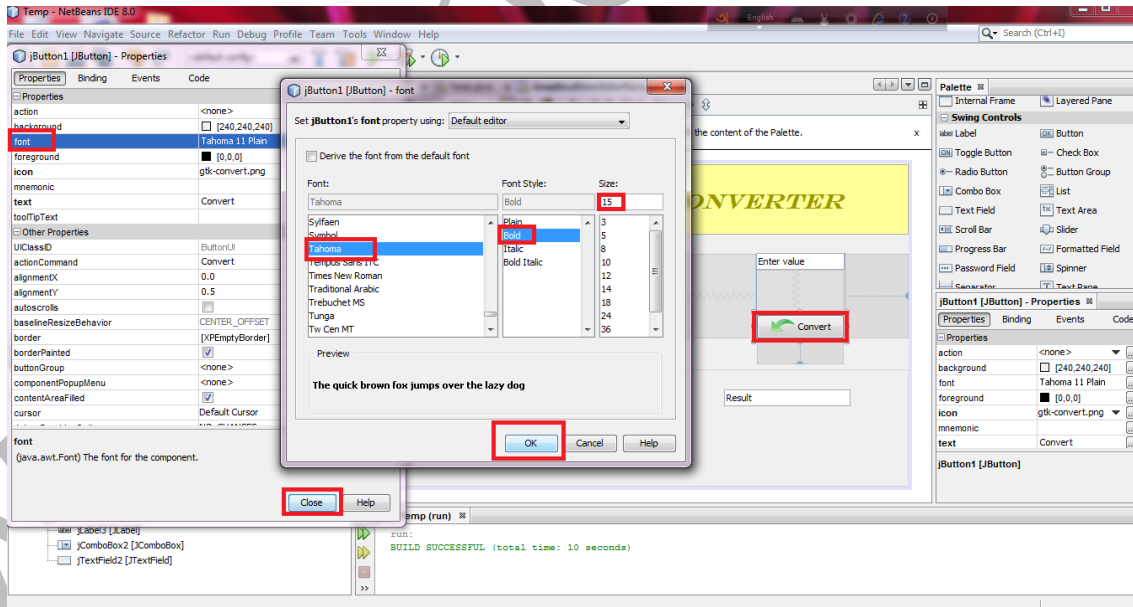 Temp - NetBeans IDE 8.0
English
File Edit View Navigate Source Refactor Run Debug Profile Team Tools Window Help
Search (Ctrl+I)
jButton1 [JButton] - Properties
Properties Binding Events Code
Properties
action <none>
background [240,240,240]
font Tahoma 11 Plain
foreground [0,0,0]
icon gtk-convert.png
mnemonic
text Convert
toolTipText
Other Properties
UIClassID ButtonUI
actionCommand Convert
alignmentX 0.0
alignmentY 0.5
autoscrolls
baselineResizeBehavior CENTER_OFFSET
border [XPEmptyBorder]
borderPainted
buttonGroup <none>
componentPopupMenu <none>
contentAreaFilled
cursor Default Cursor
font
(java.awt.Font) The font for the component.
Close Help
jButton1 [JButton] - font
Set jButton1's font property using: Default editor
Derive the font from the default font
Font: Font Style: Size:
Tahoma Bold 15
Sylfaen Plain 3
Symbol Bold 5
Tahoma Italic 8
Tempus Sans ITC Bold Italic 10
Times New Roman 12
Traditional Arabic 14
Trebuchet MS 18
Tunga 24
Tw Cen MT 36
Preview
The quick brown fox jumps over the lazy dog
OK Cancel Help
the content of the Palette. x
ONVERTER
Enter value
Convert
Result
Palette
Internal Frame Layered Pane
Swing Controls
label Label OK Button
ON Toggle Button Check Box
Radio Button Button Group
Combo Box List
Text Field Text Area
Scroll Bar Slider
Progress Bar Formatted Field
Password Field Spinner
Separator Text Pane
jButton1 [JButton] - Properties
Properties Binding Events Code
Properties
action <none>
background [240,240,240]
font Tahoma 11 Plain
foreground [0,0,0]
icon gtk-convert.png
mnemonic
text Convert
jButton1 [JButton]
label jLabel3 [JLabel]
jComboBox2 [JComboBox]
jTextField2 [JTextField]
emp (run)
run:
BUILD SUCCESSFUL (total time: 10 seconds)